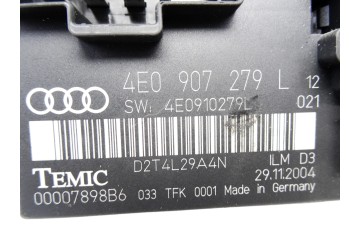 4E0 907 279 L 12
SW: 4E0910279L 021
D2T4L29A4N ILM D3
TEMIC 29.11.2004
00007898B6 033 TFK 0001 Made in Germany